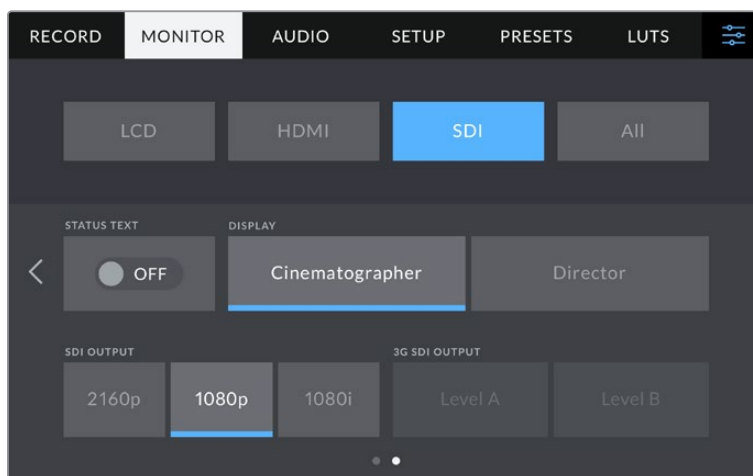 RECORD MONITOR AUDIO SETUP PRESETS LUTS
LCD HDMI SDI All
STATUS TEXT DISPLAY
OFF Cinematographer Director
SDI OUTPUT 3G SDI OUTPUT
2160p 1080p 1080i Level A Level B